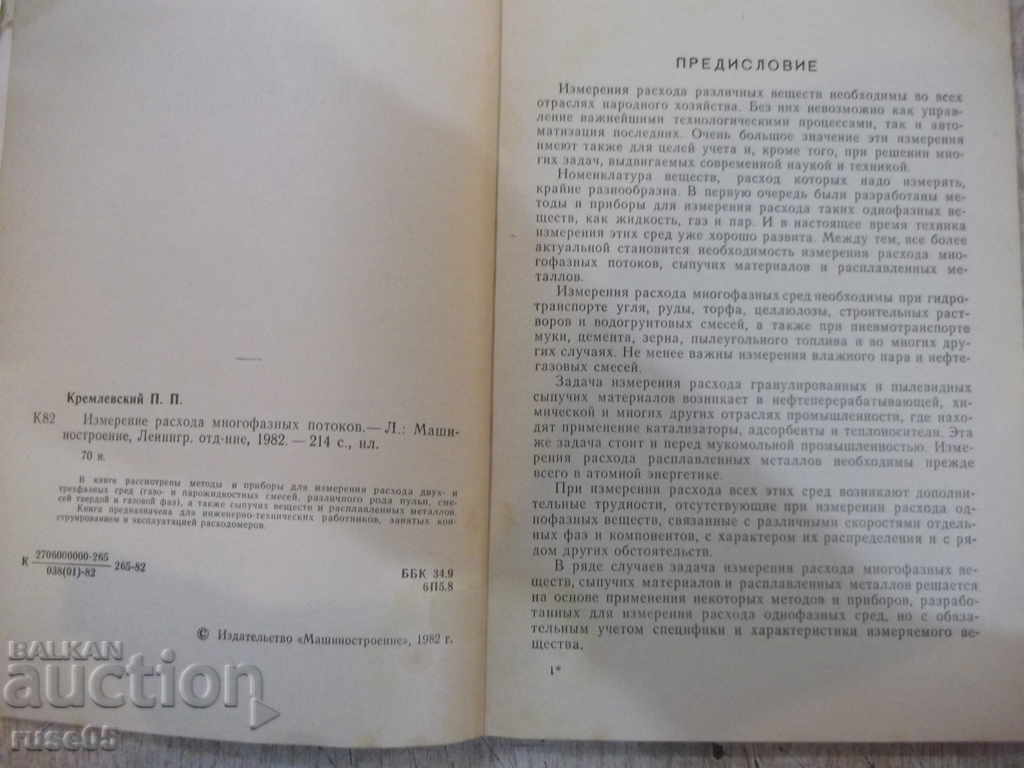 Кремлевский П. П.
К82 Измерение расхода многофазных потоков.— Л.: Маши-
ностроение, Ленингр. отд-ние, 1982. — 214 с., ил.
70 к.
В книге рассмотрены методы и приборы для измерения расхода двух- и
трехфазных сред (газо- и парожидкостных смесей, различного рода пульп, сме-
сей твердой и газовой фаз), а также сыпучих веществ и расплавленных металлов.
Книга предназначена для инженерно-технических работников, занятых кон-
струированием и эксплуатацией расходомеров.
К 2706000000-265
038(01)-82 265-82
ББК 34.9
6П5.8
© Издательство «Машиностроение», 1982 г.
ПРЕДИСЛОВИЕ
Измерения расхода различных веществ необходимы во всех
отраслях народного хозяйства. Без них невозможно как управ-
ление важнейшими технологическими процессами, так и авто-
матизация последних. Очень большое значение эти измерения
имеют также для целей учета и, кроме того, при решении мно-
гих задач, выдвигаемых современной наукой и техникой.
Номенклатура веществ, расход которых надо измерять,
крайне разнообразна. В первую очередь были разработаны ме-
тоды и приборы для измерения расхода таких однофазных ве-
ществ, как жидкость, газ и пар. И в настоящее время техника
измерения этих сред уже хорошо развита. Между тем, все более
актуальной становится необходимость измерения расхода мно-
гофазных потоков, сыпучих материалов и расплавленных ме-
таллов.
Измерения расхода многофазных сред необходимы при гидро-
транспорте угля, руды, торфа, целлюлозы, строительных раст-
воров и водогрунтовых смесей, а также при пневмотранспорте
муки, цемента, зерна, пылеугольного топлива и во многих дру-
гих случаях. Не менее важны измерения влажного пара и нефте-
газовых смесей.
Задача измерения расхода гранулированных и пылевидных
сыпучих материалов возникает в нефтеперерабатывающей, хи-
мической и многих других отраслях промышленности, где нахо-
дят применение катализаторы, адсорбенты и теплоносители. Эта
же задача стоит и перед мукомольной промышленностью. Изме-
рения расхода расплавленных металлов необходимы прежде
всего в атомной энергетике.
При измерении расхода всех этих сред возникают дополни-
тельные трудности, отсутствующие при измерении расхода од-
нофазных веществ, связанные с различными скоростями отдель-
ных фаз и компонентов, с характером их распределения и с ря-
дом других обстоятельств.
В ряде случаев задача измерения расхода многофазных ве-
ществ, сыпучих материалов и расплавленных металлов решается
на основе применения некоторых методов и приборов, разрабо-
танных для измерения расхода однофазных сред, но с обяза-
тельным учетом специфики и характеристики измеряемого ве-
щества.
1*
BALKAN
auction
ruse05